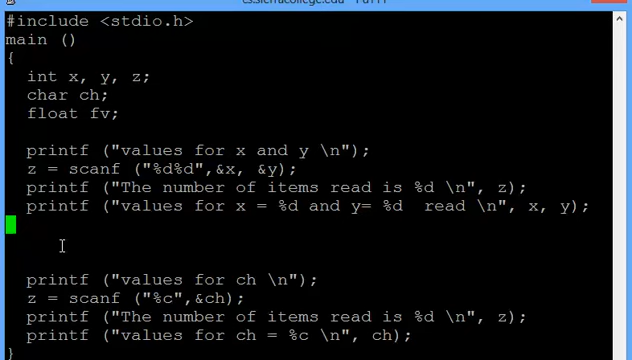 cs.sierracollege.edu - PuTTY
#include <stdio.h>
main ()
{
int x, y, z;
char ch;
float fv;
printf ("values for x and y \n");
z = scanf ("%d%d",&x, &y);
printf ("The number of items read is %d \n", z);
printf ("values for x = %d and y= %d  read \n", x, y);
printf ("values for ch \n");
z = scanf ("%c",&ch);
printf ("The number of items read is %d \n", z);
printf ("values for ch = %c \n", ch);
}